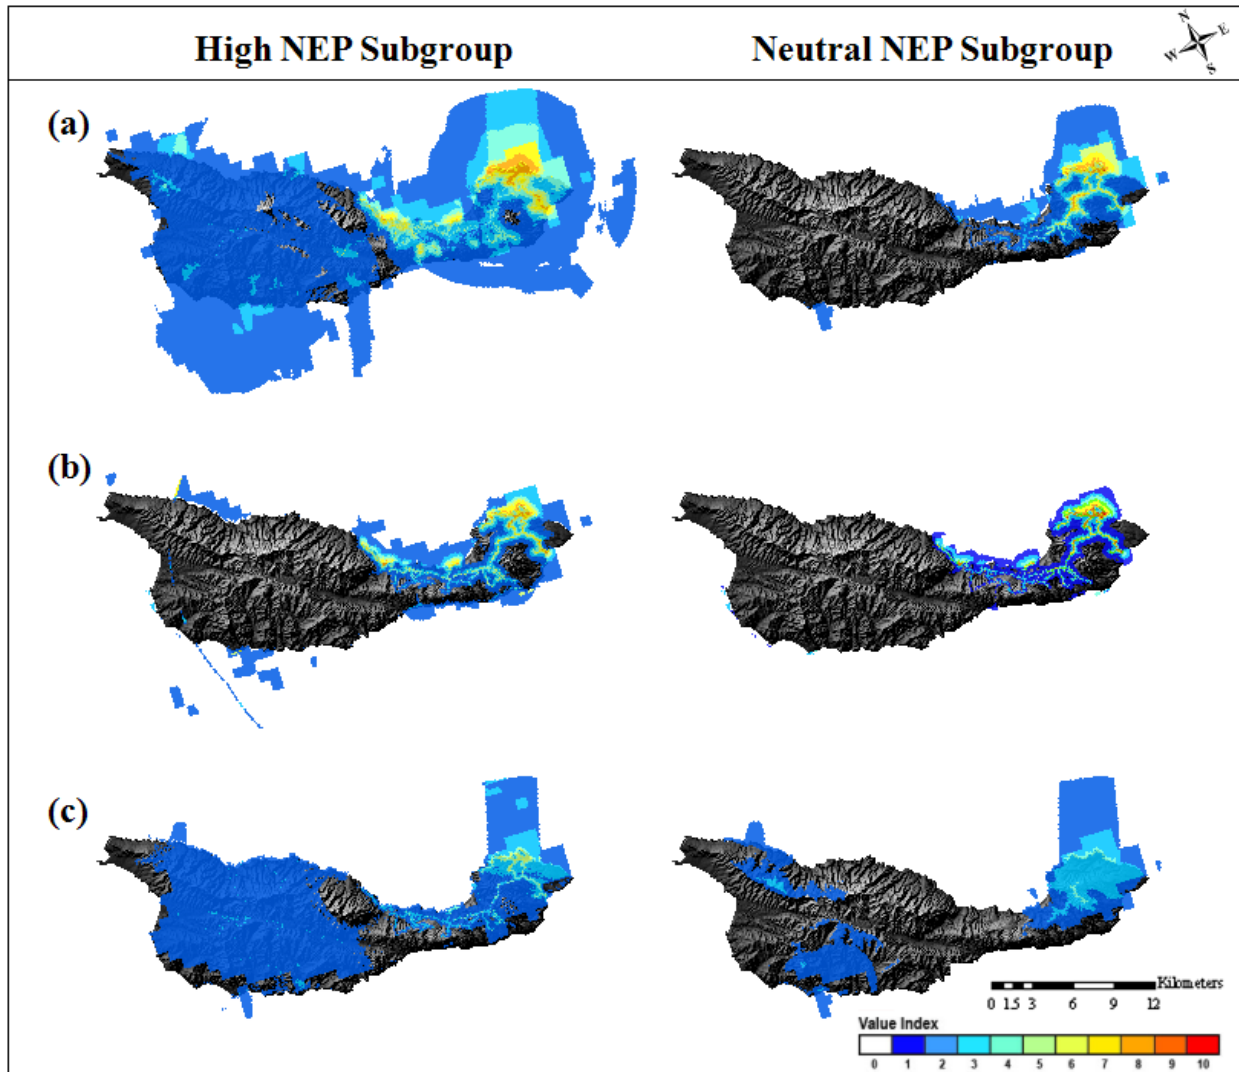 High NEP Subgroup
Neutral NEP Subgroup
N
E
W
S
(a)
(b)
(c)
Kilometers
0 1.5 3 6 9 12
Value Index
0 1 2 3 4 5 6 7 8 9 10